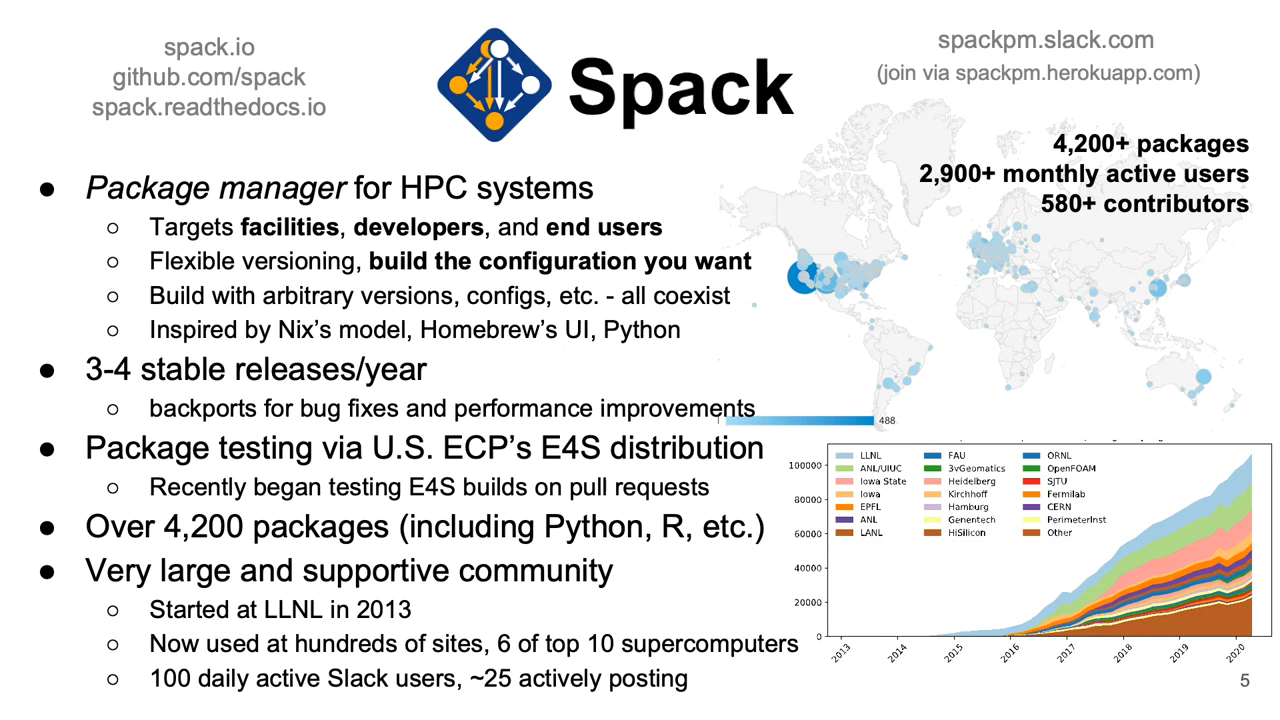 spack.io
github.com/spack
spack.readthedocs.io
Spack
spackpm.slack.com
(join via spackpm.herokuapp.com)
4,200+ packages
2,900+ monthly active users
580+ contributors
● Package manager for HPC systems
○ Targets facilities, developers, and end users
○ Flexible versioning, build the configuration you want
○ Build with arbitrary versions, configs, etc. - all coexist
○ Inspired by Nix's model, Homebrew's UI, Python
● 3-4 stable releases/year
○ backports for bug fixes and performance improvements
● Package testing via U.S. ECP's E4S distribution
○ Recently began testing E4S builds on pull requests
● Over 4,200 packages (including Python, R, etc.)
● Very large and supportive community
○ Started at LLNL in 2013
○ Now used at hundreds of sites, 6 of top 10 supercomputers
○ 100 daily active Slack users, ~25 actively posting
488
LLNL FAU ORNL
ANL/UIUC 3vGeomatics OpenFOAM
Iowa State Heidelberg SJTU
Iowa Kirchhoff Fermilab
EPFL Hamburg CERN
ANL Genentech PerimeterInst
LANL HiSilicon Other
100000
80000
60000
40000
20000
0
2013 2014 2015 2016 2017 2018 2019 2020
5